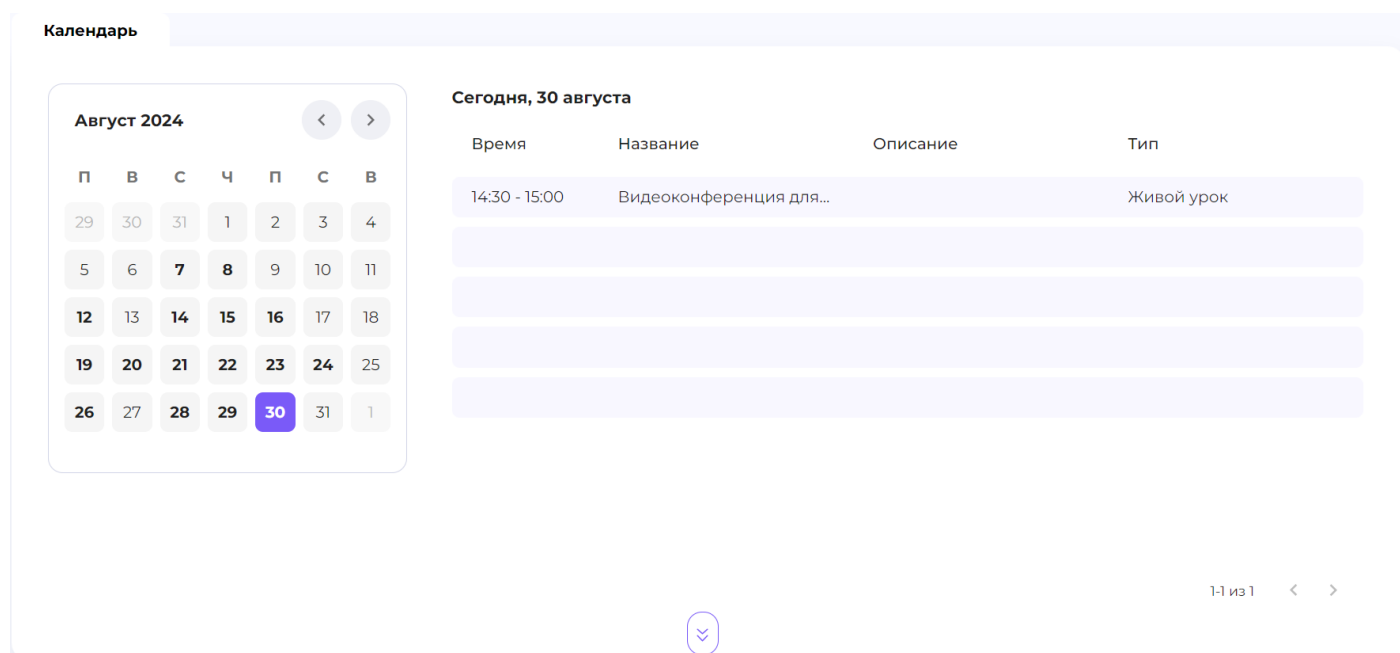 Календарь
Август 2024
П В С Ч П С В
29 30 31 1 2 3 4
5 6 7 8 9 10 11
12 13 14 15 16 17 18
19 20 21 22 23 24 25
26 27 28 29 30 31 1
Сегодня, 30 августа
Время Название Описание Тип
14:30 - 15:00 Видеоконференция для... Живой урок
1-1 из 1